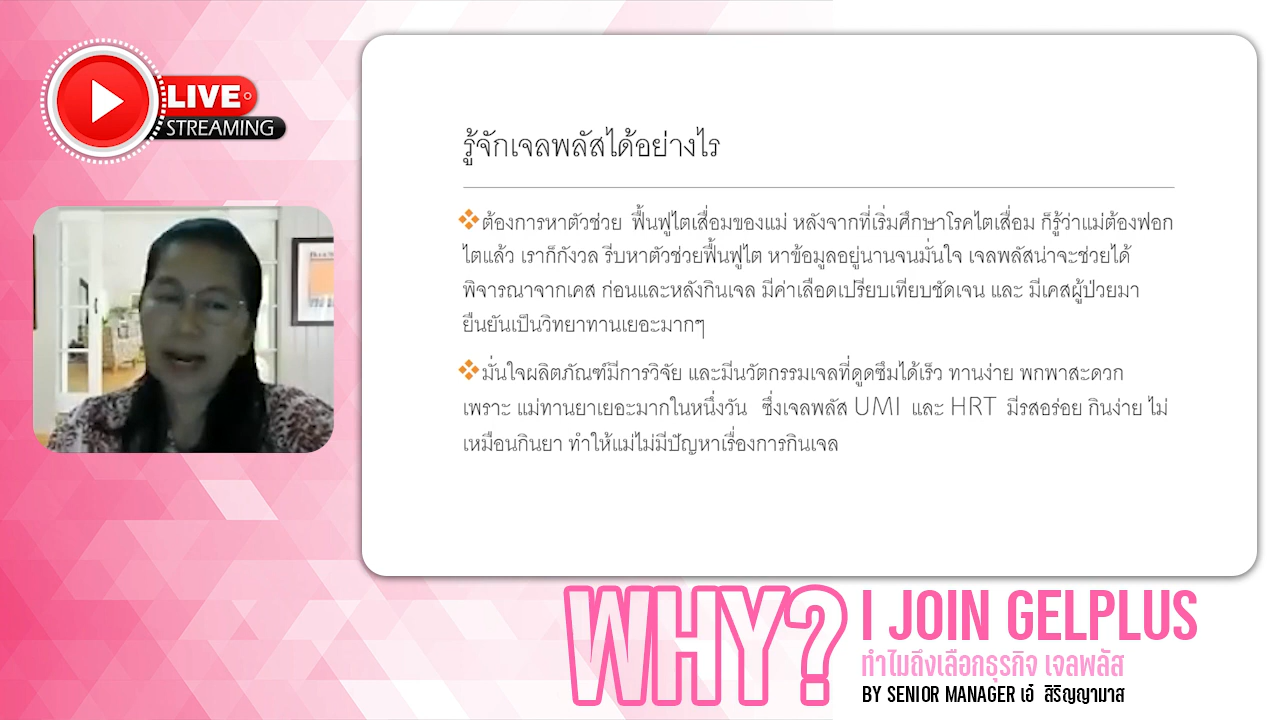 LIVE
STREAMING
รู้จักเจลพลัสได้อย่างไร
ต้องการหาตัวช่วย ฟื้นฟูไตเสื่อมของแม่ หลังจากที่เริ่มศึกษาโรคไตเสื่อม ก็รู้ว่าแม่ต้องฟอก
ไตแล้ว เราก็กังวล รีบหาตัวช่วยฟื้นฟูไต หาข้อมูลอยู่นานจนมั่นใจ เจลพลัสน่าจะช่วยได้
พิจารณาจากเคส ก่อนและหลังกินเจล มีค่าเลือดเปรียบเทียบชัดเจน และ มีเคสผู้ป่วยมา
ยืนยันเป็นวิทยาทานเยอะมากๆ
มั่นใจผลิตภัณฑ์มีการวิจัย และมีนวัตกรรมเจลที่ดูดซึมได้เร็ว ทานง่าย พกพาสะดวก
เพราะ แม่ทานยาเยอะมากในหนึ่งวัน ซึ่งเจลพลัส UMI และ HRT มีรสอร่อย กินง่าย ไม่
เหมือนกินยา ทำให้แม่ไม่มีปัญหาเรื่องการกินเจล
WHY? I JOIN GELPLUS
ทำไมถึงเลือกธุรกิจ เจลพลัส
BY SENIOR MANAGER เอ๋ สิริญญามาส